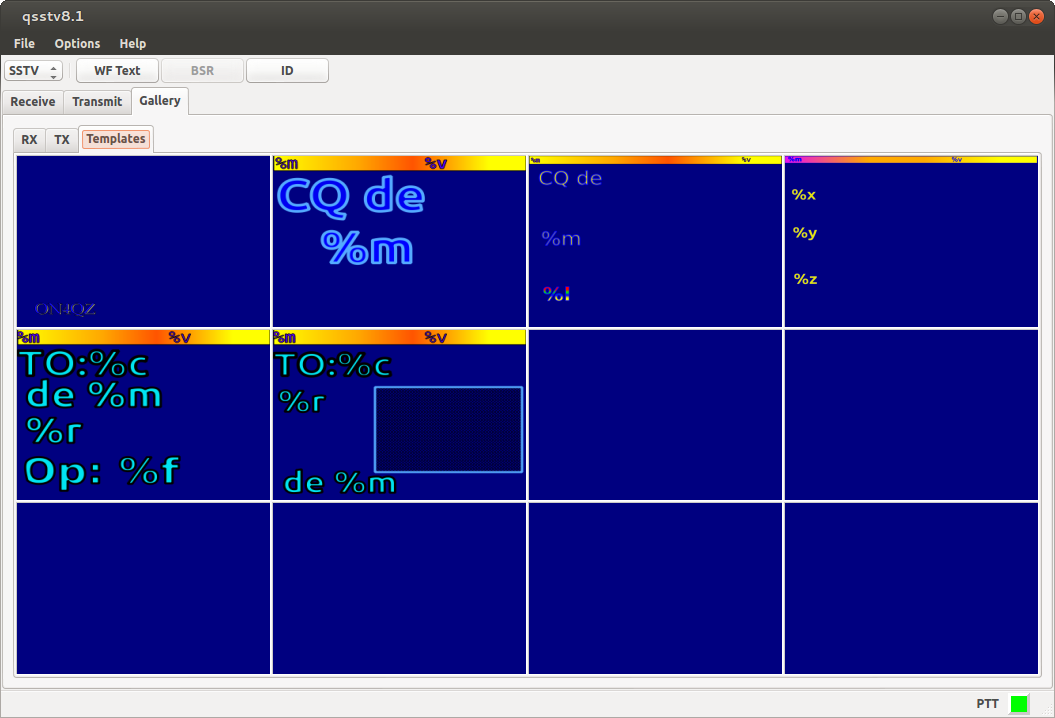 qsstv8.1
File Options Help
SSTV WF Text BSR ID
Receive Transmit Gallery
RX TX Templates
ON4QZ
%m %v
CQ de
%m
%m %v
CQ de
%m
%l
%m %v
%x
%y
%z
%m %v
TO:%c
de %m
%r
Op: %f
%m %v
TO:%c
%r
de %m
PTT